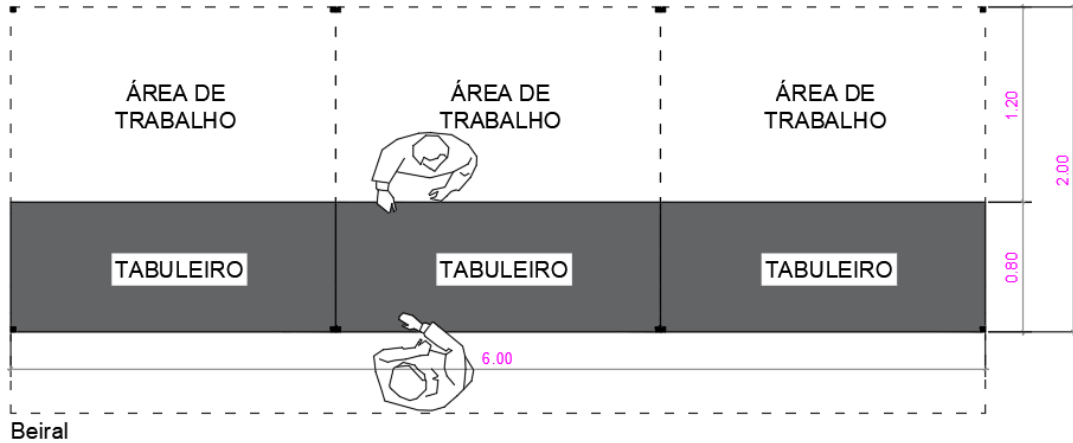 ÁREA DE
TRABALHO
ÁREA DE
TRABALHO
ÁREA DE
TRABALHO
1.20
2.00
TABULEIRO
TABULEIRO
TABULEIRO
0.80
6.00
Beiral